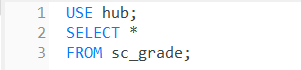 1 USE hub;
2 SELECT *
3 FROM sc_grade;